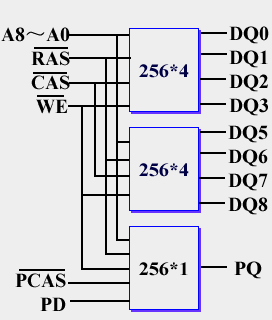 A8～A0
RAS
CAS
WE
256*4
DQ0
DQ1
DQ2
DQ3
256*4
DQ5
DQ6
DQ7
DQ8
PCAS
PD
256*1
PQ